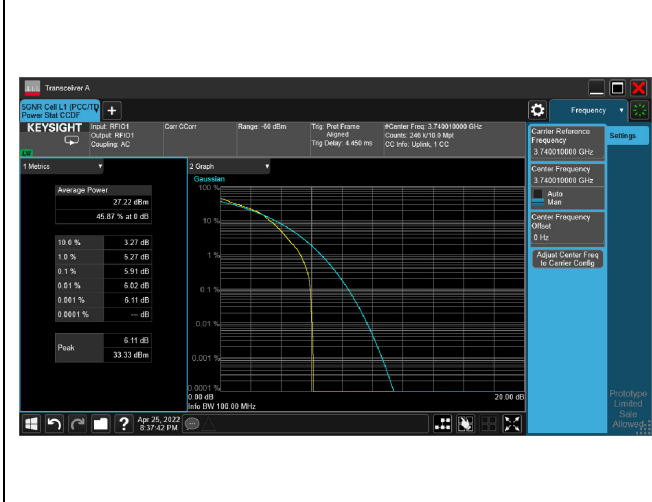 Transceiver A
5GNR Cell L1 (PCC/TD
Power Stat CCDF
Frequency
KEYSIGHT
LW
Input: RFIO1
Output: RFIO1
Coupling: AC
Corr CCorr
Range: -60 dBm
Trig: Pret Frame
Aligned
Trig Delay: 4.450 ms
#Center Freq: 3.740010000 GHz
Counts: 246 k/10.0 Mpt
CC Info: Uplink, 1 CC
1 Metrics
Average Power
27.22 dBm
45.87 % at 0 dB
10.0 % 3.27 dB
1.0 % 5.27 dB
0.1 % 5.91 dB
0.01 % 6.02 dB
0.001 % 6.11 dB
0.0001 % --- dB
Peak
6.11 dB
33.33 dBm
2 Graph
Gaussian
100 %
10 %
1 %
0.1 %
0.01 %
0.001 %
0.0001 %
0.00 dB 20.00 dB
Info BW 100.00 MHz
Carrier Reference
Frequency
3.740010000 GHz
Center Frequency
3.740010000 GHz
Auto
Man
Center Frequency
Offset
0 Hz
Adjust Center Freq
to Carrier Config
Settings
Prototype
Limited
Sale
Allowed
Apr 25, 2022
8:37:42 PM